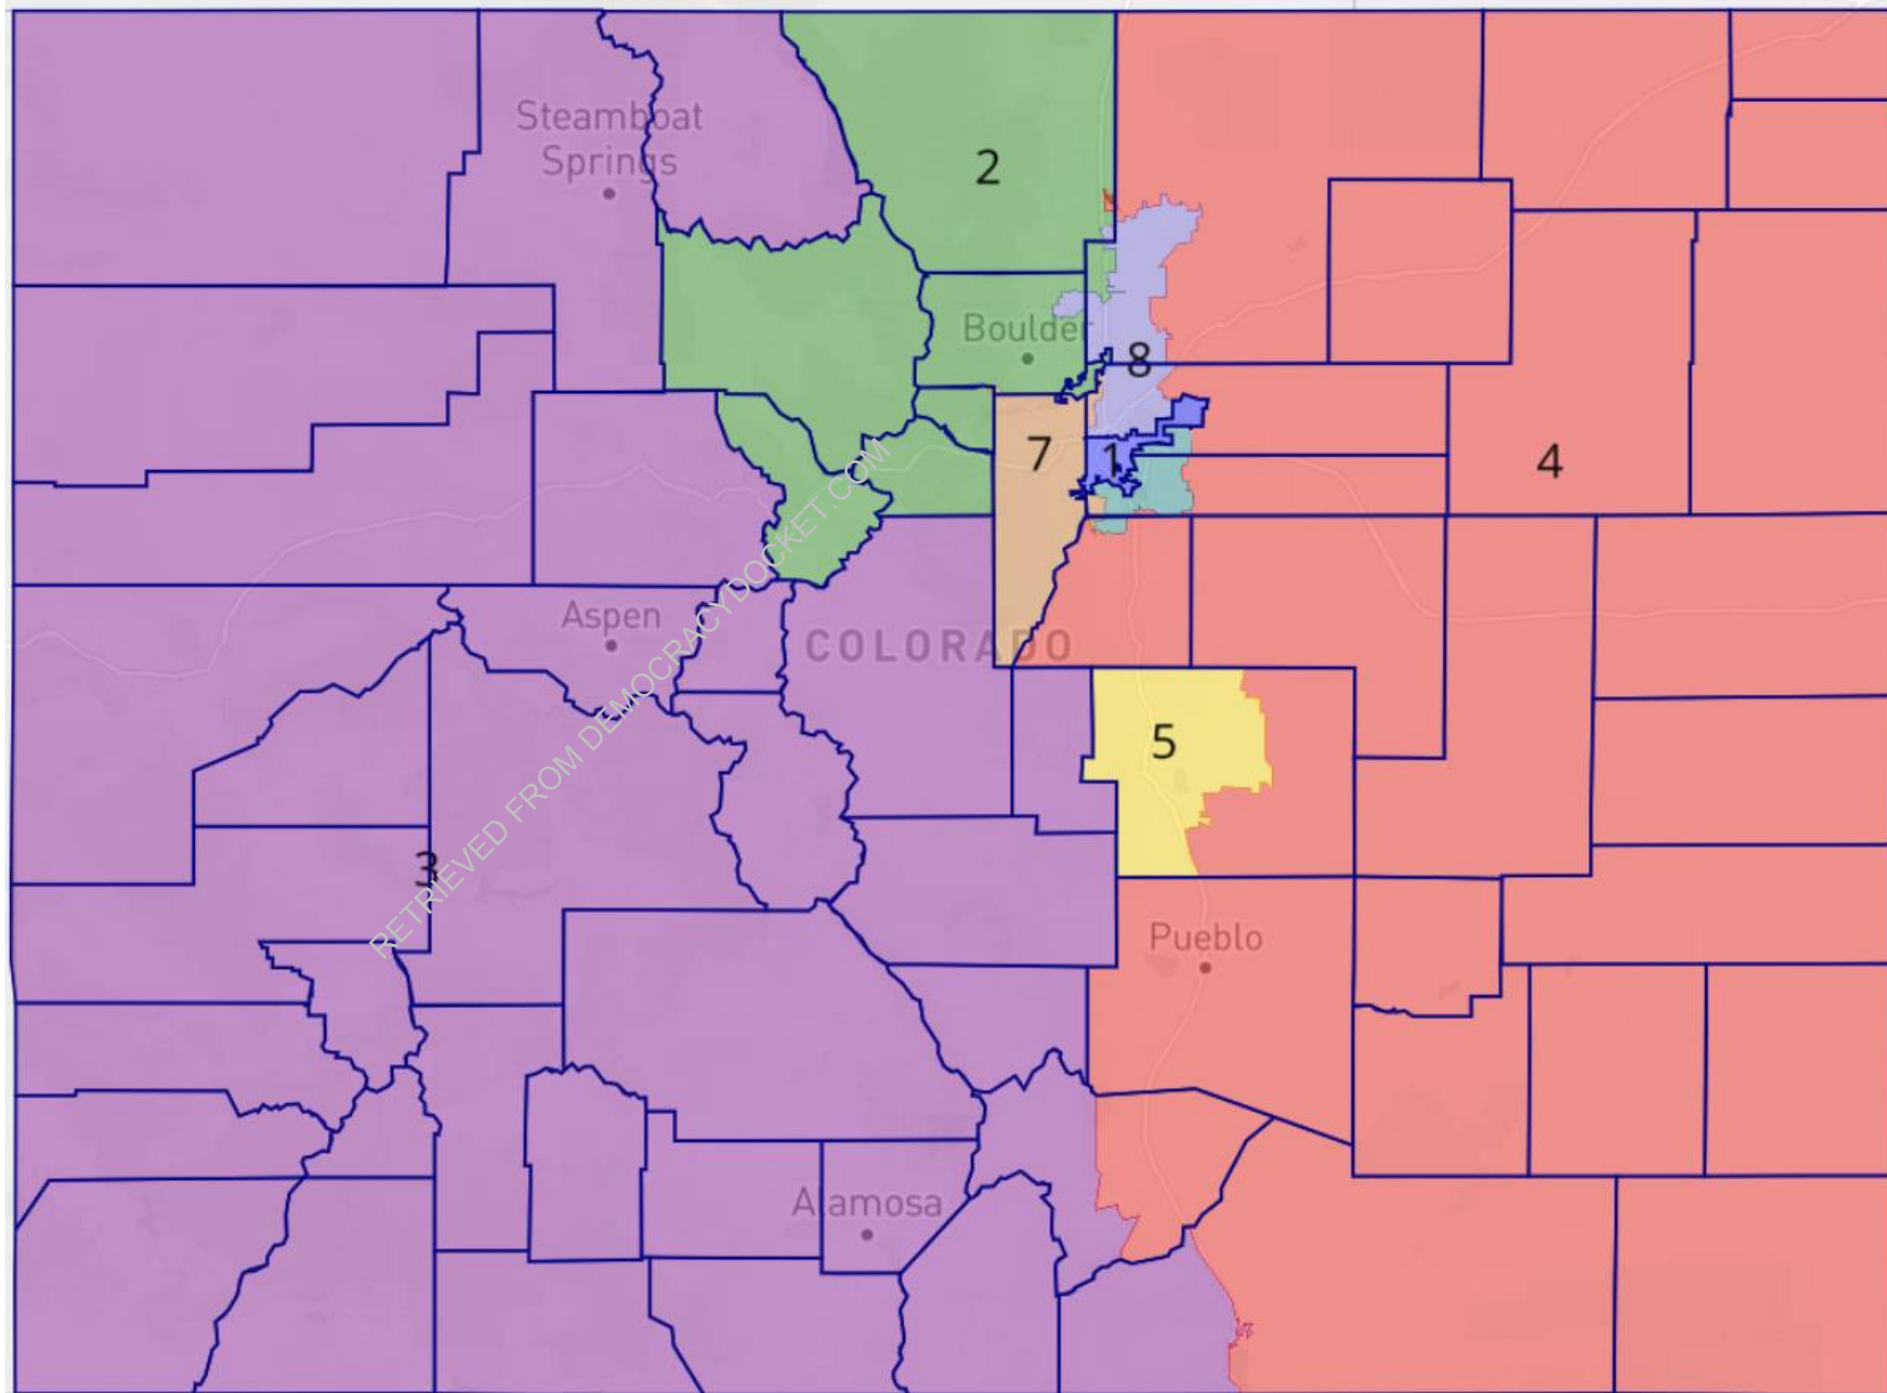 Steamboat
Springs
2
Boulder
8
7
1
4
Aspen
COLORADO
5
3
RETRIEVED FROM DEMOCRACYDOCKET.COM
Pueblo
Alamosa